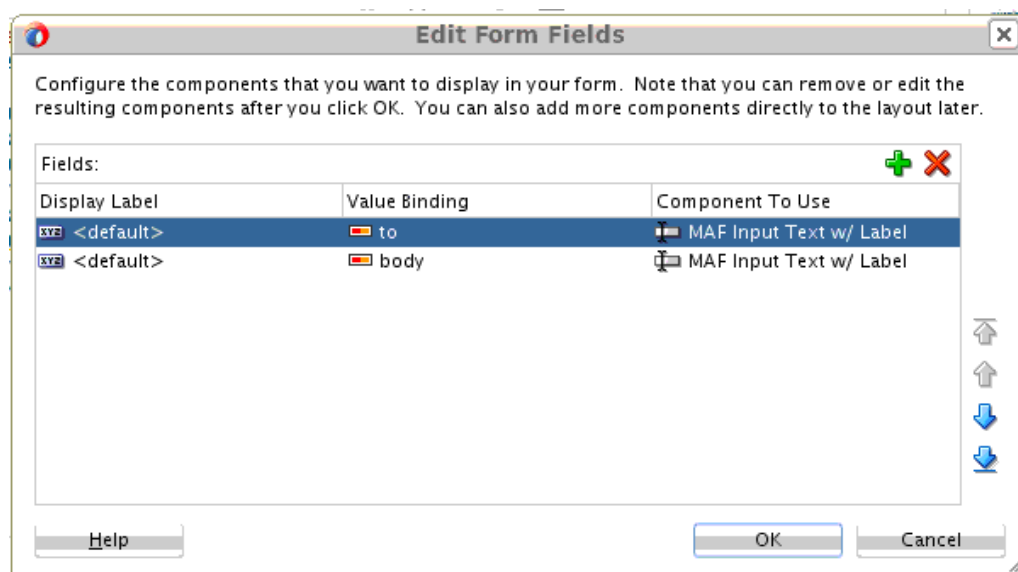 Edit Form Fields
Configure the components that you want to display in your form. Note that you can remove or edit the
resulting components after you click OK. You can also add more components directly to the layout later.
Fields:
Display Label Value Binding Component To Use
XYZ <default> to MAF Input Text w/ Label
XYZ <default> body MAF Input Text w/ Label
Help OK Cancel